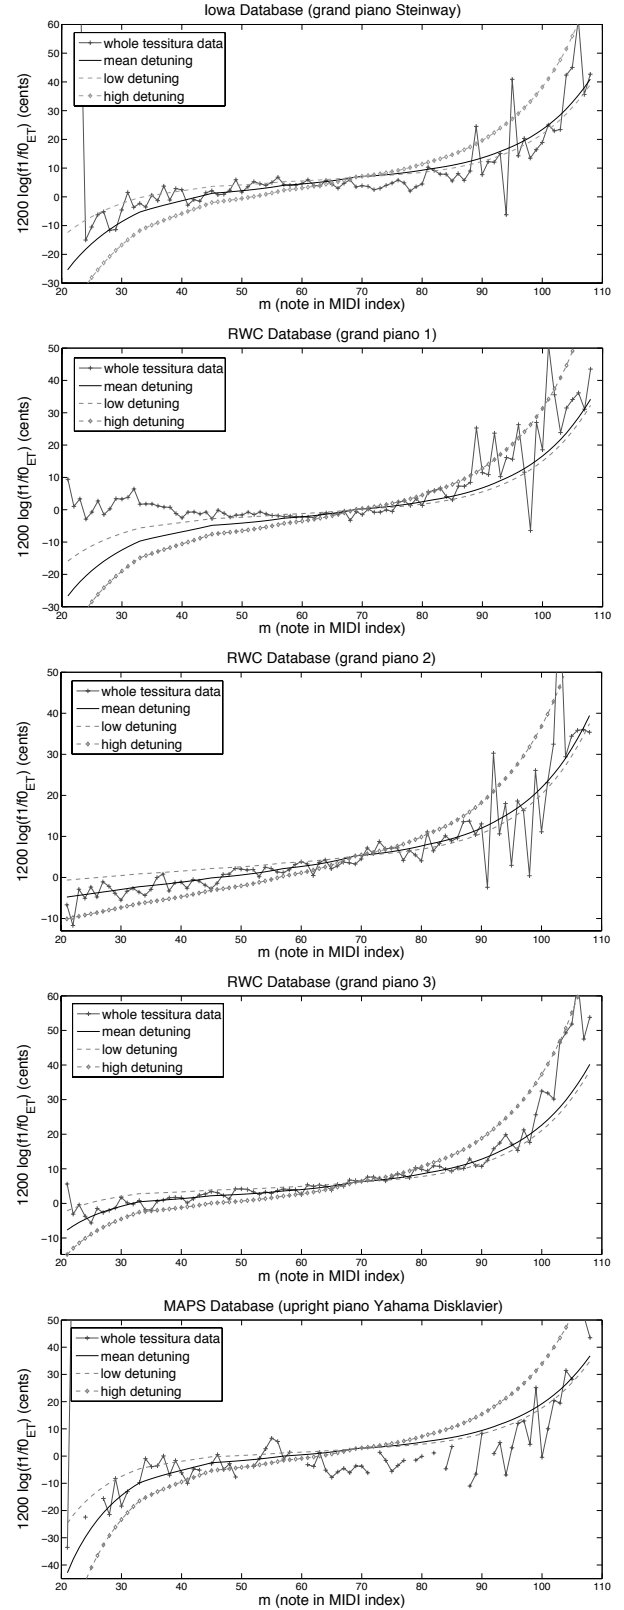 Iowa Database (grand piano Steinway)
60
50
40
30
20
10
0
−10
−20
−30
1200 log(f1/f0_ET) (cents)
whole tessitura data
mean detuning
low detuning
high detuning
20 30 40 50 60 70 80 90 100 110
m (note in MIDI index)
RWC Database (grand piano 1)
50
40
30
20
10
0
−10
−20
−30
1200 log(f1/f0_ET) (cents)
whole tessitura data
mean detuning
low detuning
high detuning
20 30 40 50 60 70 80 90 100 110
m (note in MIDI index)
RWC Database (grand piano 2)
50
40
30
20
10
0
−10
1200 log(f1/f0_ET) (cents)
whole tessitura data
mean detuning
low detuning
high detuning
20 30 40 50 60 70 80 90 100 110
m (note in MIDI index)
RWC Database (grand piano 3)
60
50
40
30
20
10
0
−10
1200 log(f1/f0_ET) (cents)
whole tessitura data
mean detuning
low detuning
high detuning
20 30 40 50 60 70 80 90 100 110
m (note in MIDI index)
MAPS Database (upright piano Yahama Disklavier)
50
40
30
20
10
0
−10
−20
−30
−40
1200 log(f1/f0_ET) (cents)
whole tessitura data
mean detuning
low detuning
high detuning
20 30 40 50 60 70 80 90 100 110
m (note in MIDI index)